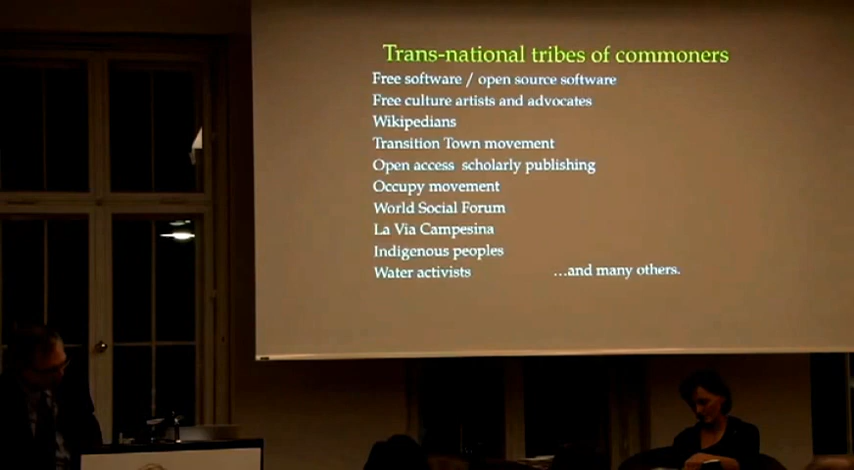 Trans-national tribes of commoners
Free software / open source software
Free culture artists and advocates
Wikipedians
Transition Town movement
Open access scholarly publishing
Occupy movement
World Social Forum
La Via Campesina
Indigenous peoples
Water activists ...and many others.